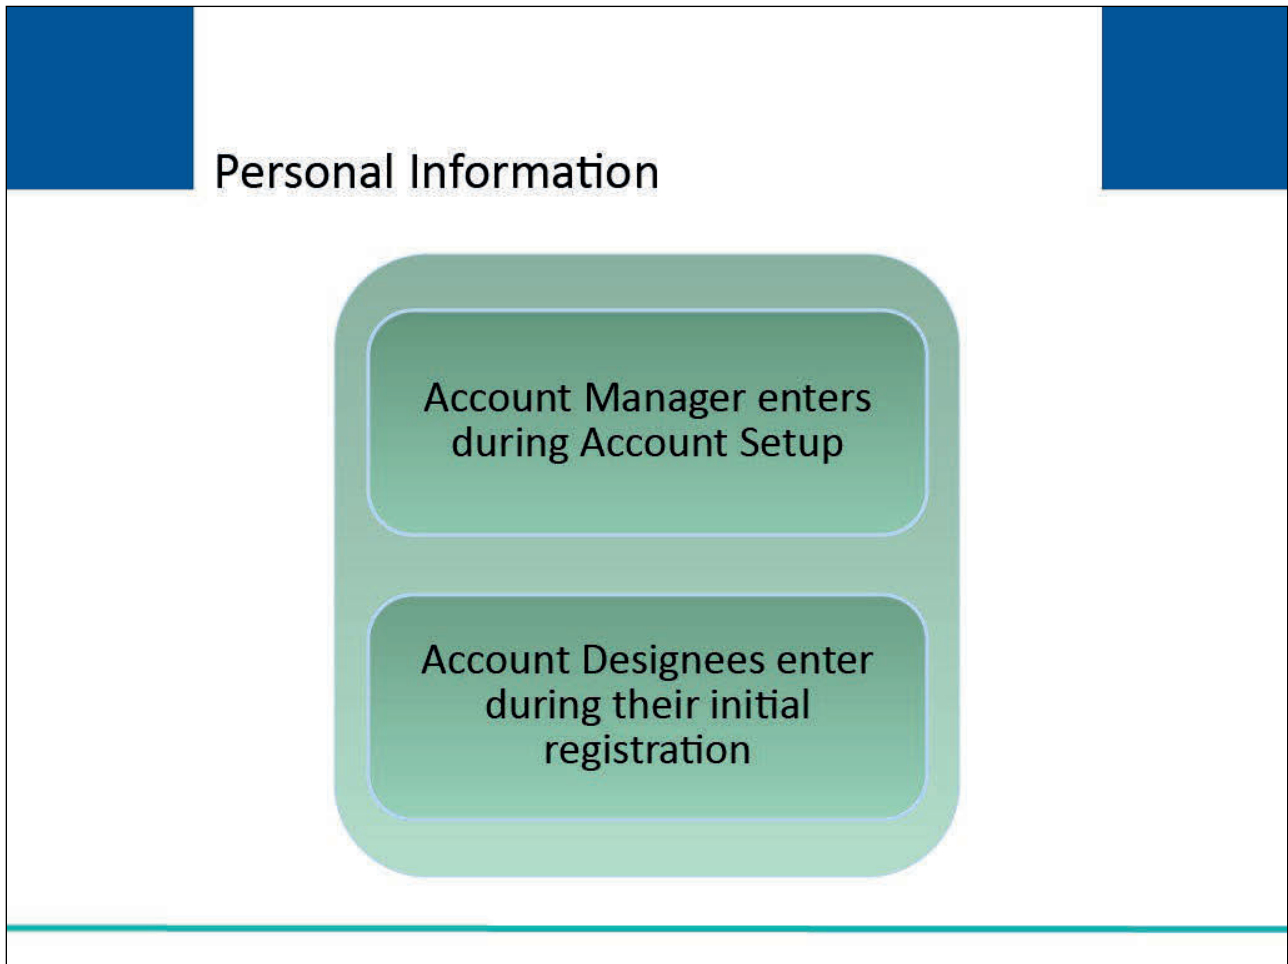 Personal Information
Account Manager enters
during Account Setup
Account Designees enter
during their initial
registration